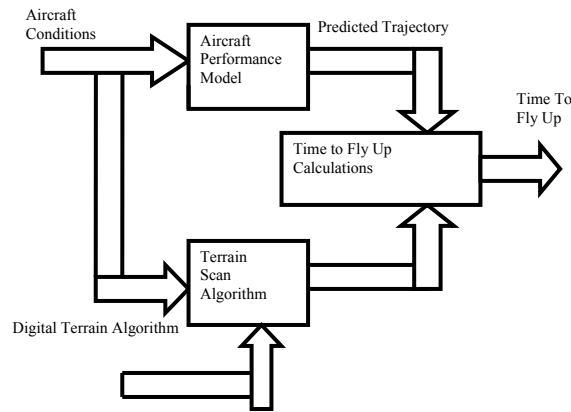 Aircraft
Conditions
Aircraft
Performance
Model
Predicted Trajectory
Time To
Fly Up
Time to Fly Up
Calculations
Terrain
Scan
Algorithm
Digital Terrain Algorithm